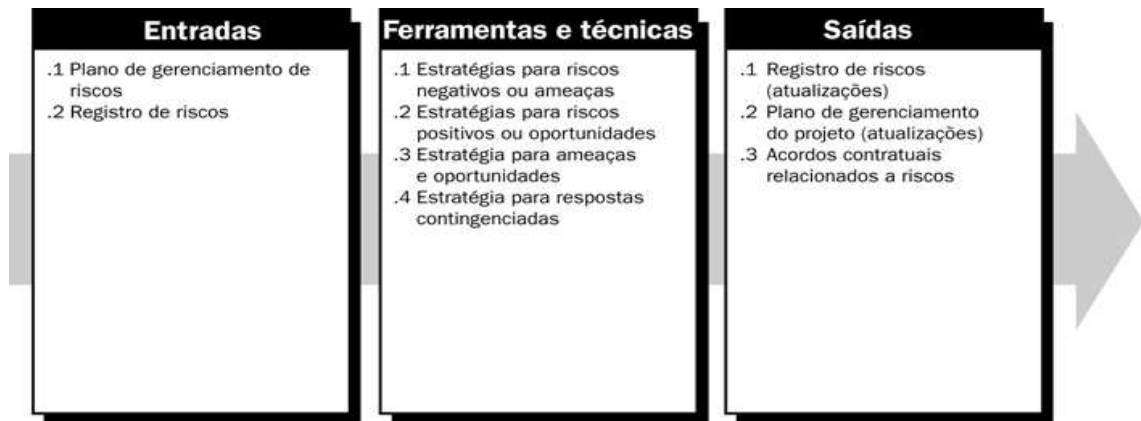 Entradas
.1 Plano de gerenciamento de
riscos
.2 Registro de riscos
Ferramentas e técnicas
.1 Estratégias para riscos
negativos ou ameaças
.2 Estratégias para riscos
positivos ou oportunidades
.3 Estratégia para ameaças
e oportunidades
.4 Estratégia para respostas
contingenciadas
Saídas
.1 Registro de riscos
(atualizações)
.2 Plano de gerenciamento
do projeto (atualizações)
.3 Acordos contratuais
relacionados a riscos